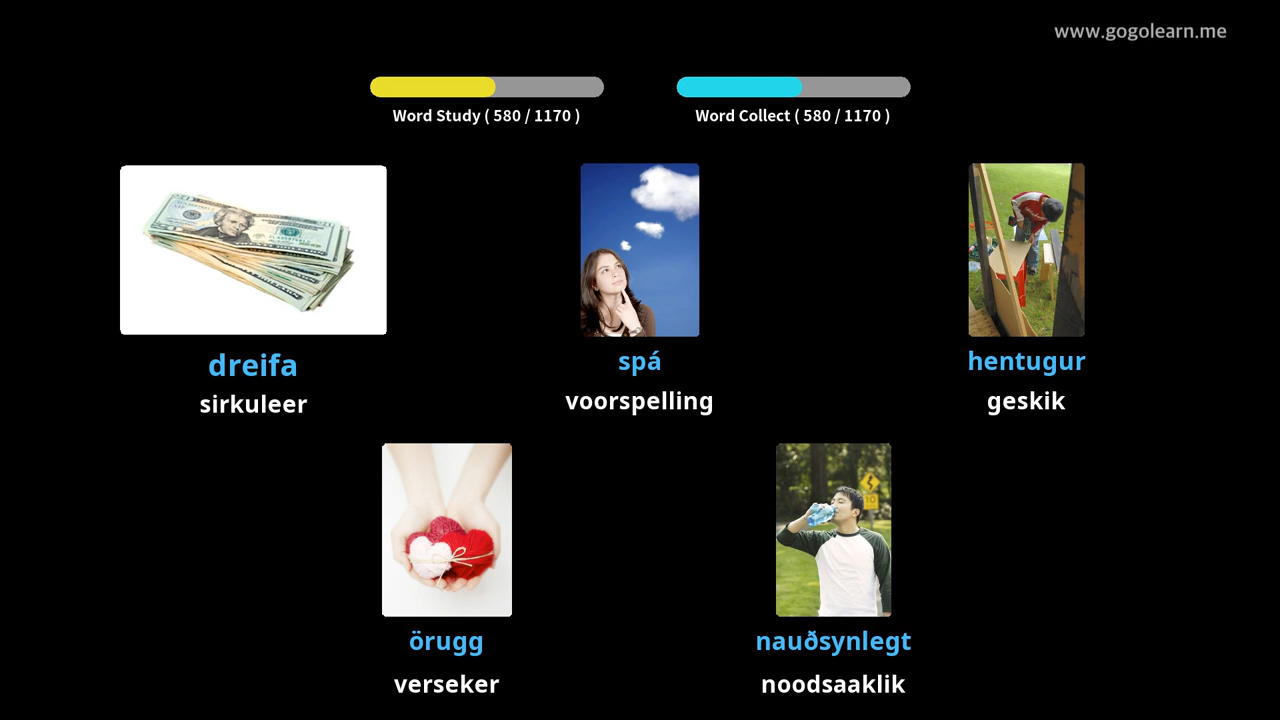 www.gogolearn.me
Word Study ( 580 / 1170 )
Word Collect ( 580 / 1170 )
dreifa
sirkuleer
spá
voorspelling
hentugur
geskik
örugg
verseker
nauðsynlegt
noodsaaklik